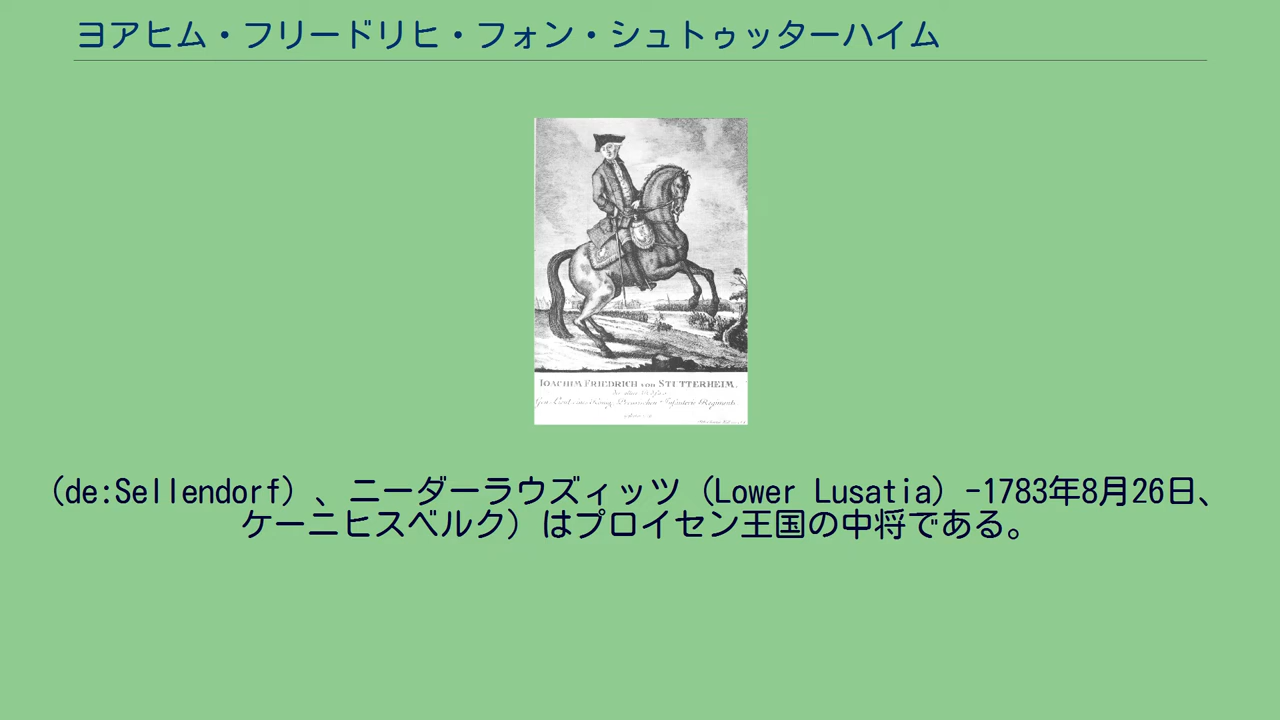 ヨアヒム・フリードリヒ・フォン・シュトゥッターハイム
IOACHIM FRIEDRICH von STUTTERHEIM.
(de:Sellendorf)、ニーダーラウズィッツ(Lower Lusatia)-1783年8月26日、
ケーニヒスベルク)はプロイセン王国の中将である。